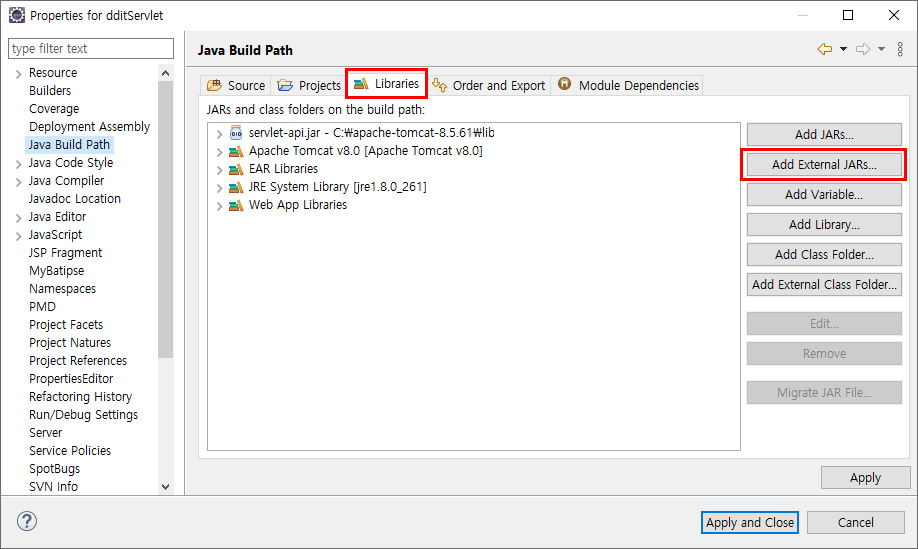 Properties for dditServlet
type filter text
Resource
Builders
Coverage
Deployment Assembly
Java Build Path
Java Code Style
Java Compiler
Javadoc Location
Java Editor
JavaScript
JSP Fragment
MyBatipse
Namespaces
PMD
Project Facets
Project Natures
Project References
PropertiesEditor
Refactoring History
Run/Debug Settings
Server
Service Policies
SpotBugs
SVN Info
Java Build Path
Source
Projects
Libraries
Order and Export
M
Module Dependencies
JARs and class folders on the build path:
servlet-api.jar - C:₩apache-tomcat-8.5.61₩lib
Apache Tomcat v8.0 [Apache Tomcat v8.0]
EAR Libraries
JRE System Library [jre1.8.0_261]
Web App Libraries
Add JARs...
Add External JARs...
Add Variable...
Add Library...
Add Class Folder...
Add External Class Folder...
Edit...
Remove
Migrate JAR File...
Apply
?
Apply and Close
Cancel